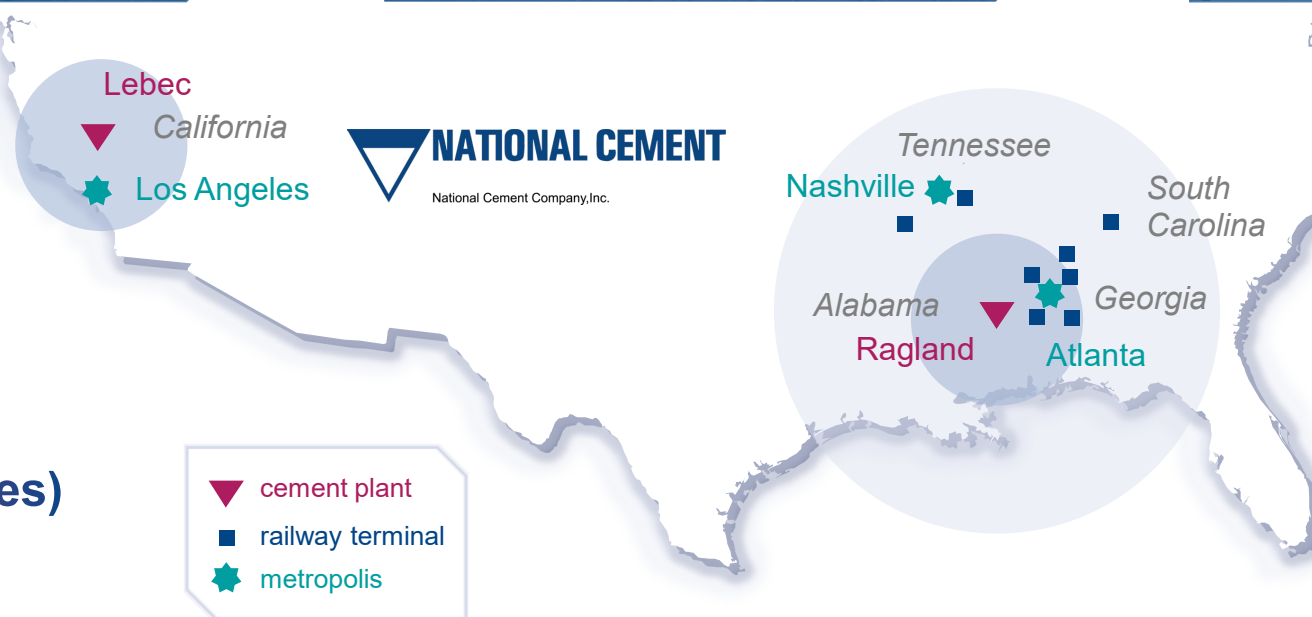 Lebec
California
Los Angeles
NATIONAL CEMENT
National Cement Company,Inc.
Tennessee
Nashville
South
Carolina
Alabama
Georgia
Ragland
Atlanta
es)
cement plant
railway terminal
metropolis